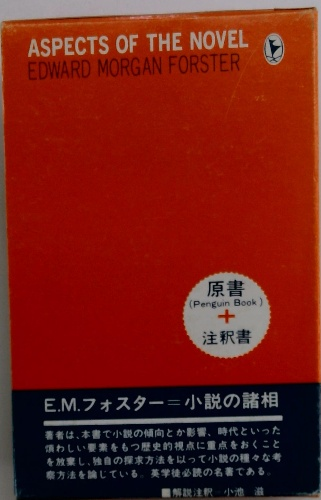 ASPECTS OF THE NOVEL
EDWARD MORGAN FORSTER
原書
(Penguin Book)
+
注釈書
E.M.フォスター＝小説の諸相
著者は、本書で小説の傾向とか影響、時代といった
煩わしい要素をもつ歴史的視点に重点をおくこと
を放棄し、独自の探求方法を以って小説の種々な考
察方法を論じている。英学徒必読の名著である。
■解説注釈—小池 滋